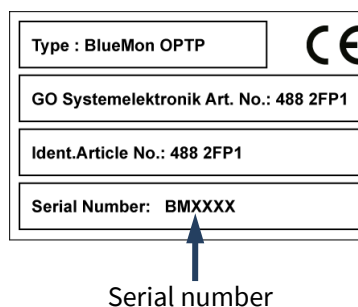 Type : BlueMon OPTP
CE
GO Systemelektronik Art. No.: 488 2FP1
Ident.Article No.: 488 2FP1
Serial Number: BMXXXX
Serial number